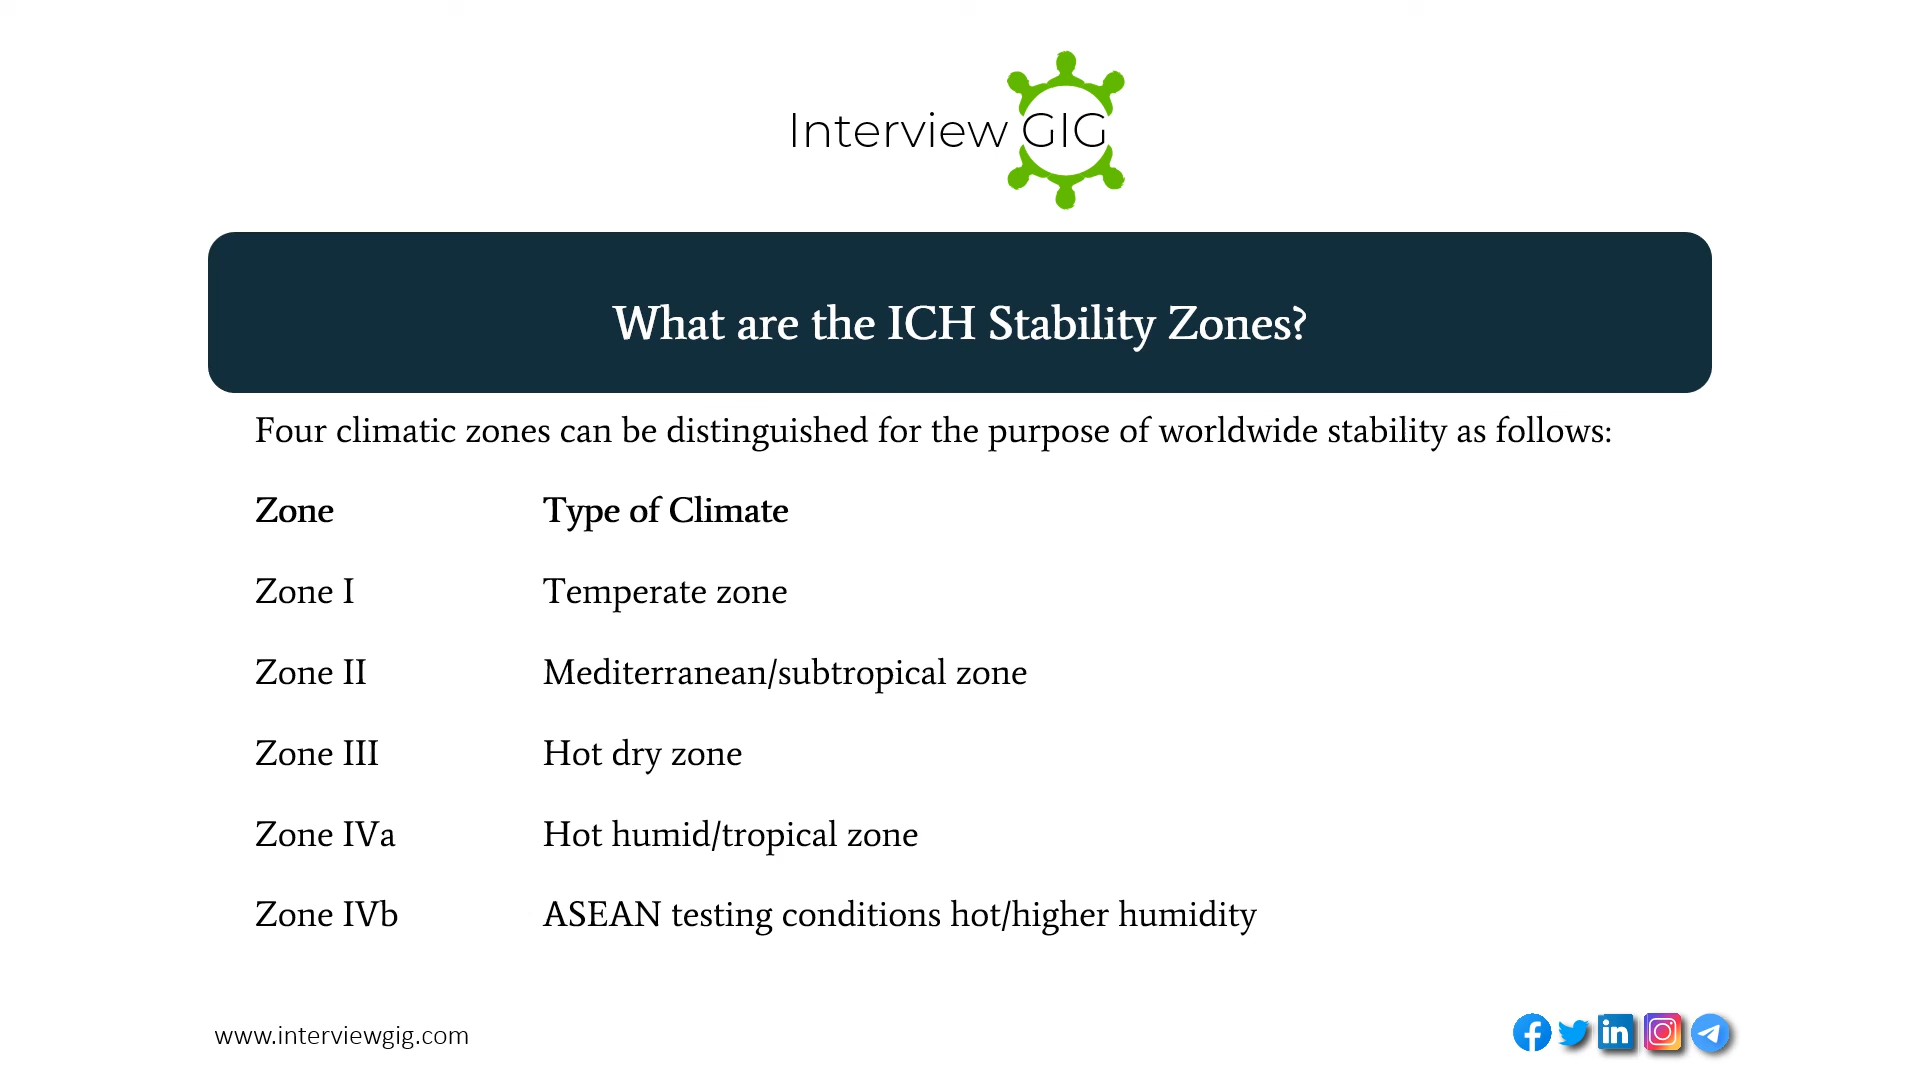 Interview GIG
What are the ICH Stability Zones?
Four climatic zones can be distinguished for the purpose of worldwide stability as follows:
Zone Type of Climate
Zone I Temperate zone
Zone II Mediterranean/subtropical zone
Zone III Hot dry zone
Zone IVa Hot humid/tropical zone
Zone IVb ASEAN testing conditions hot/higher humidity
www.interviewgig.com
in